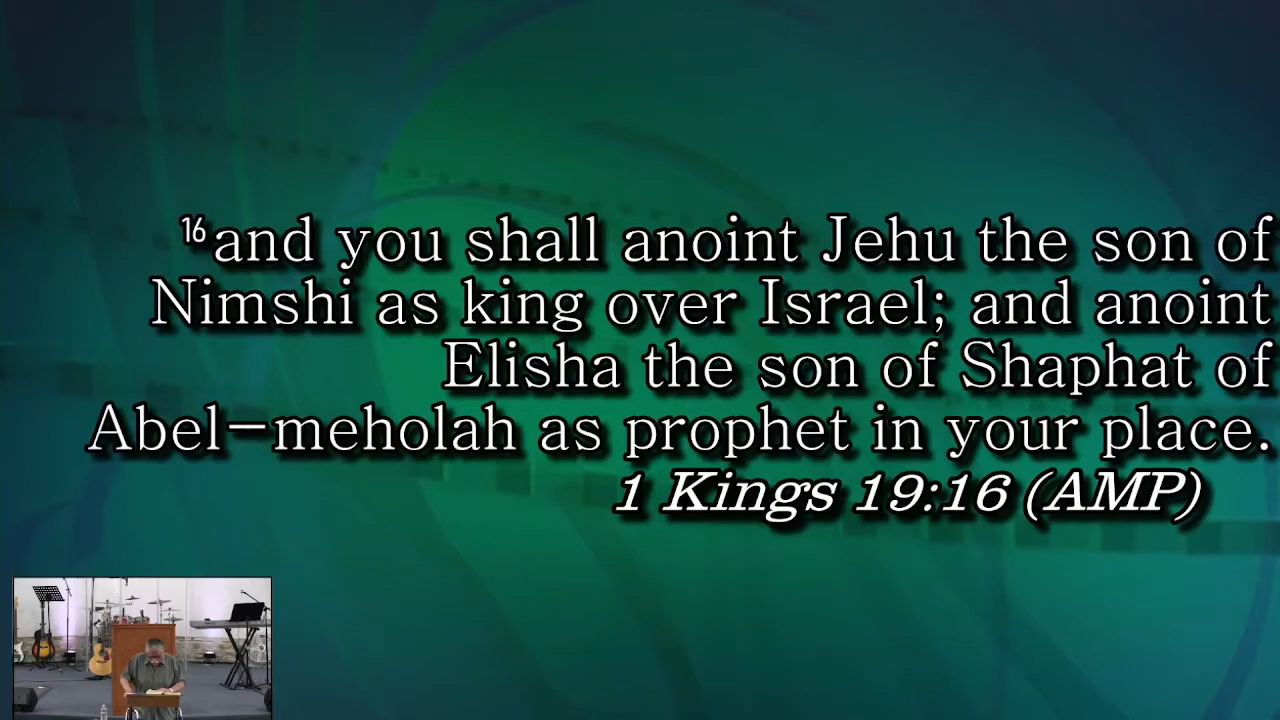 16and you shall anoint Jehu the son of
Nimshi as king over Israel; and anoint
Elisha the son of Shaphat of
Abel-meholah as prophet in your place.
1 Kings 19:16 (AMP)